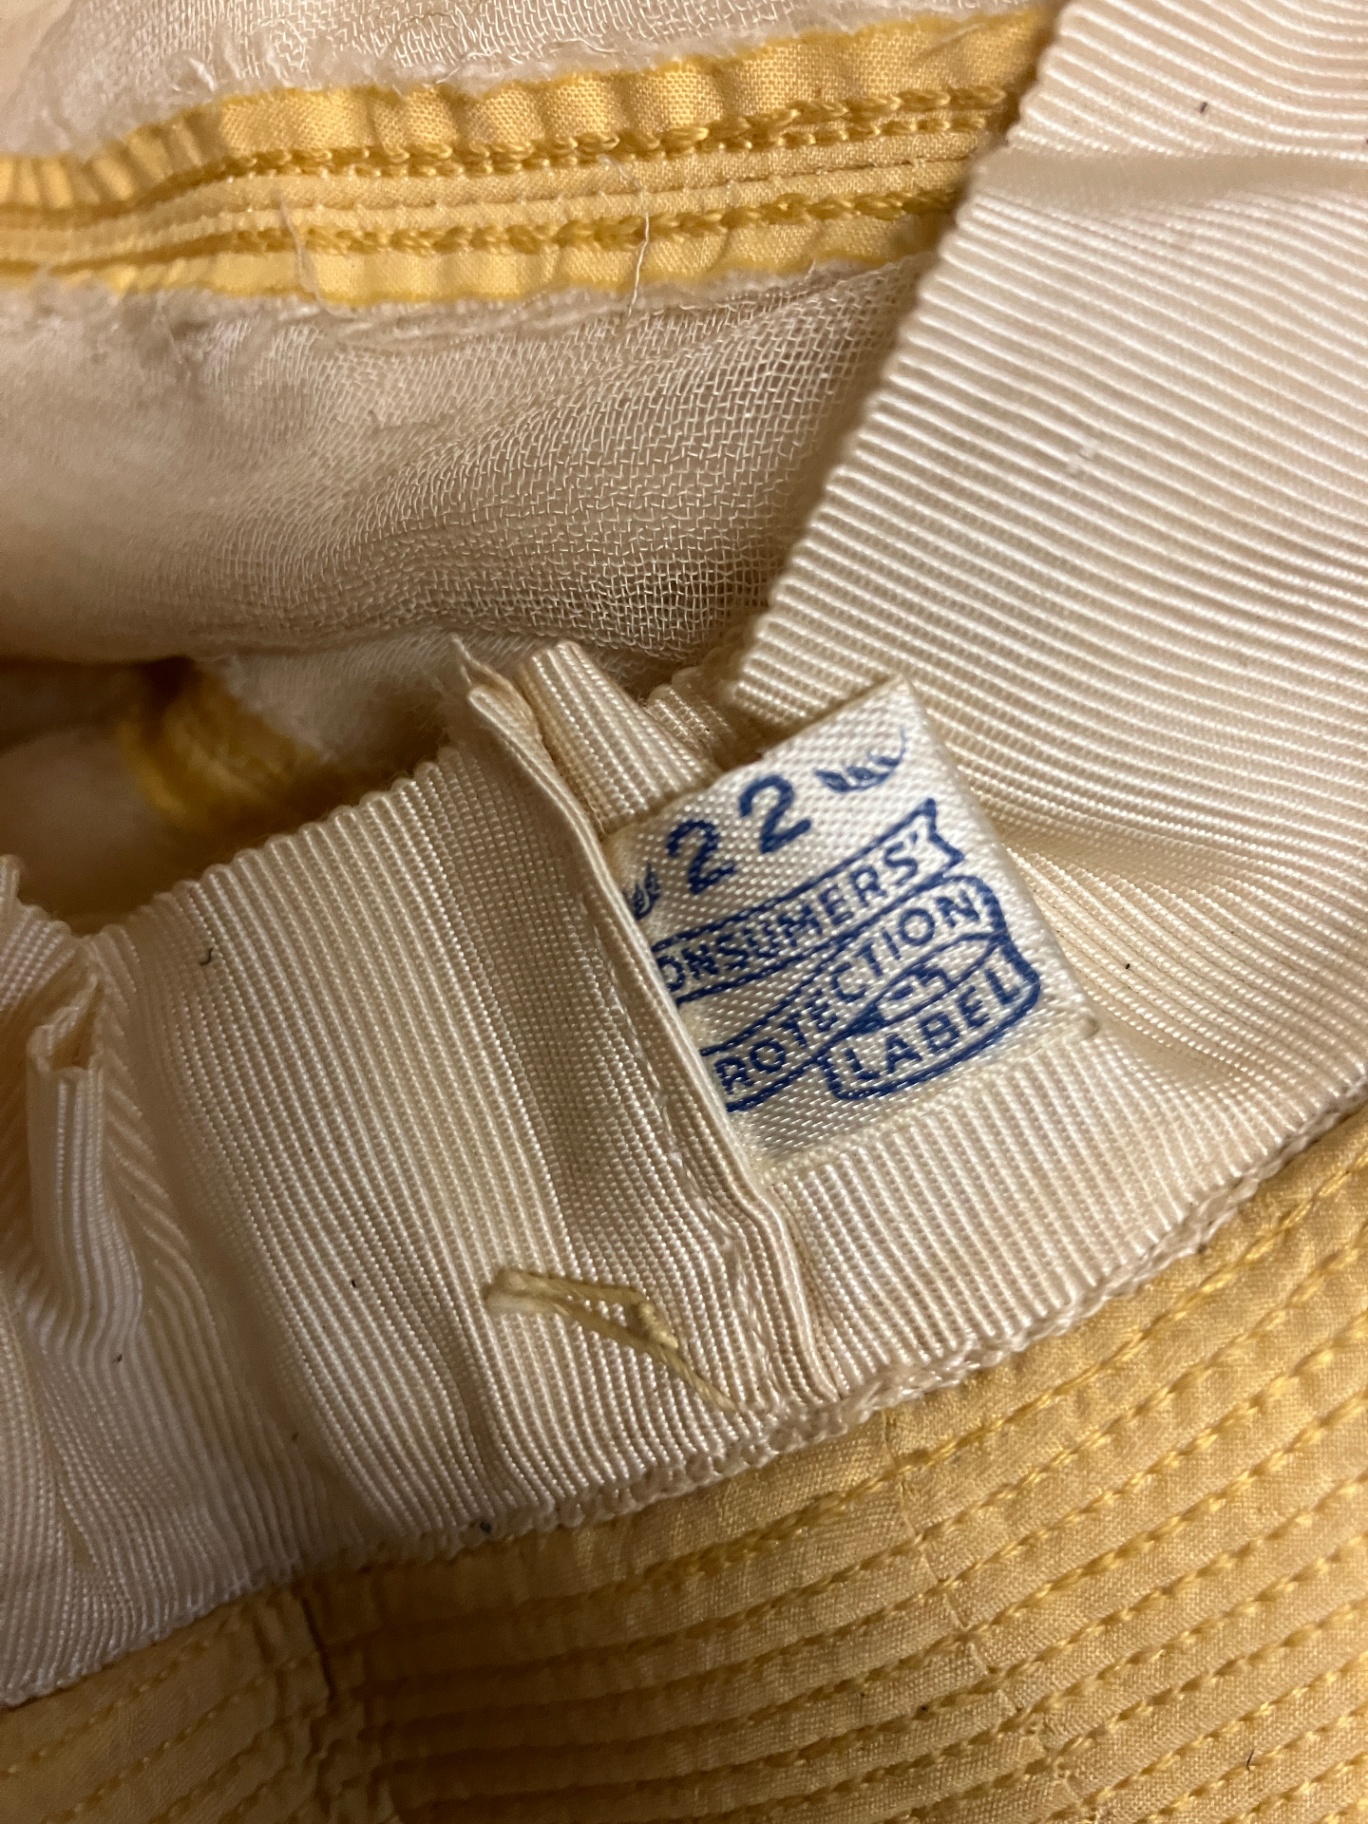 22
ONSUMERS'
ROTECTION
LABEL